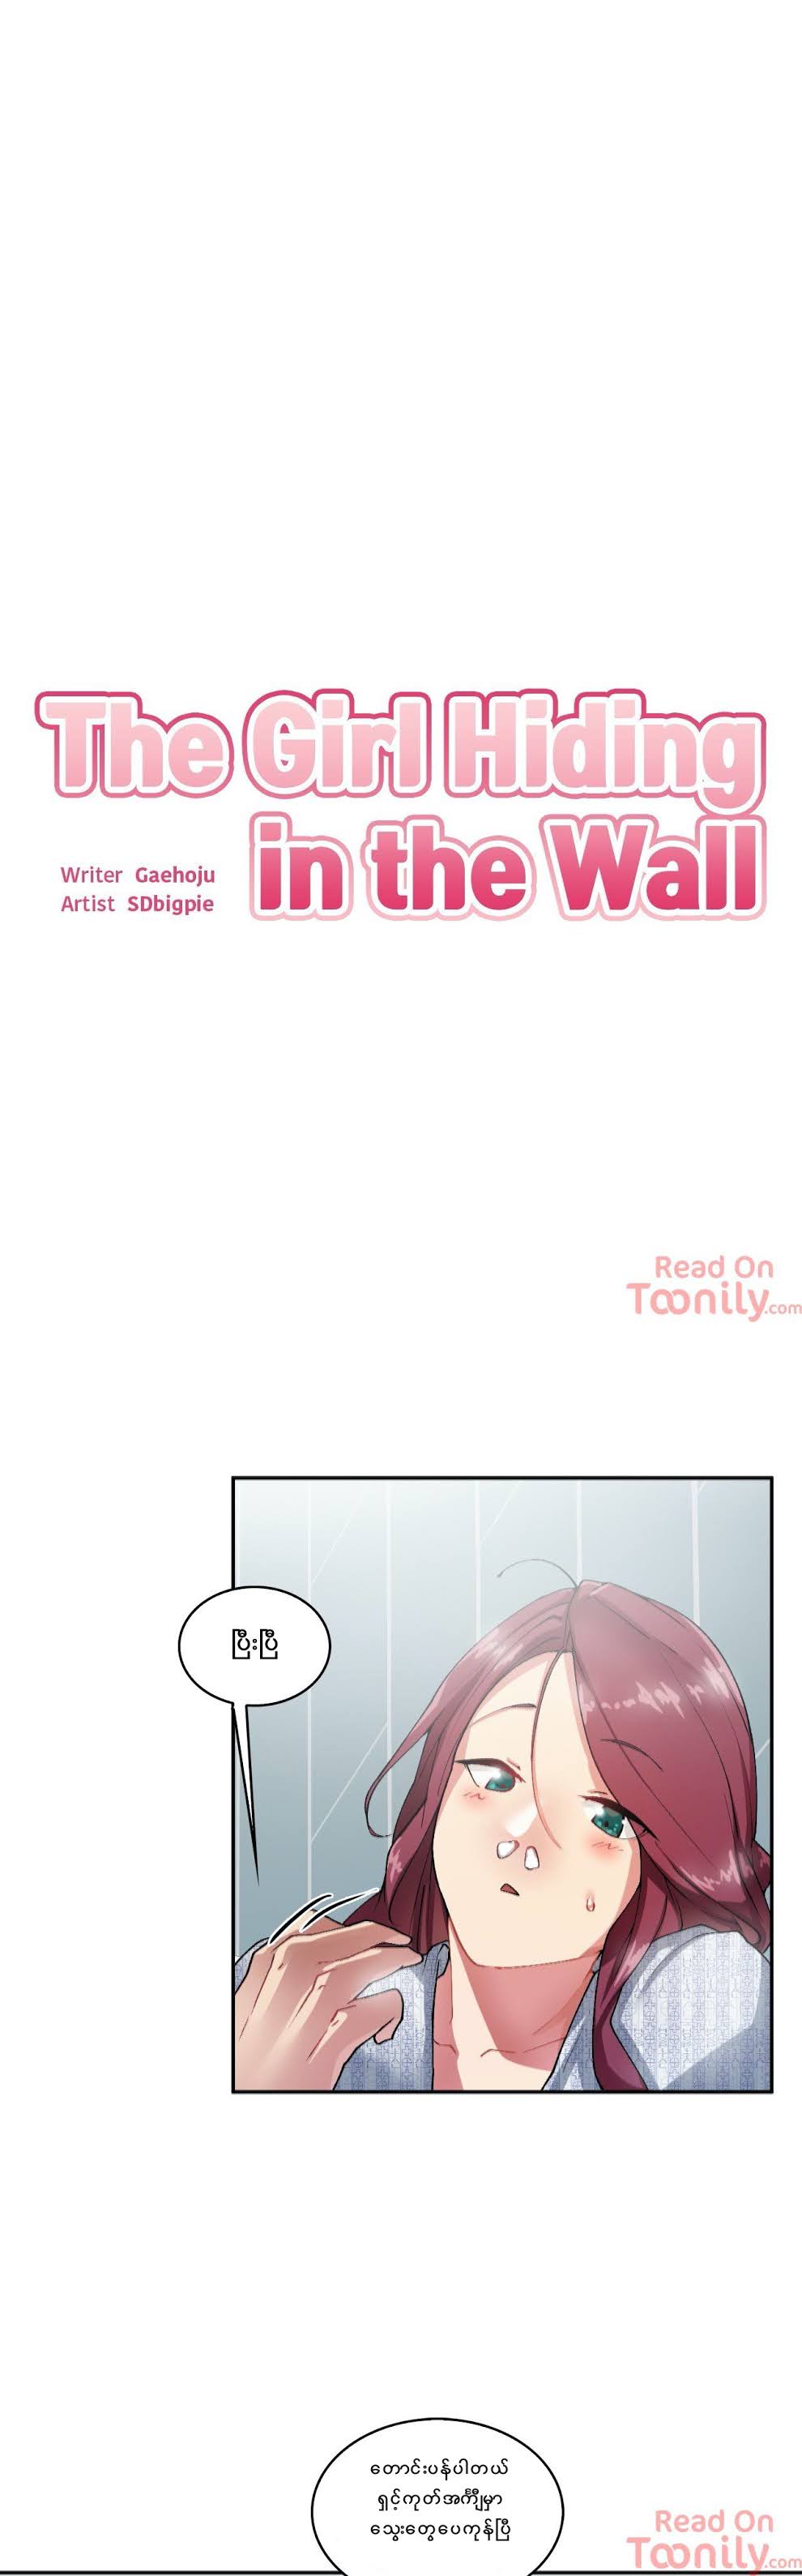 The Girl Hiding
in the Wall
Writer Gaehoju
Artist SDbigpie
Read On
Toonily.com
ပြီးပြီ
တောင်းပန်ပါတယ်
ရှင့်ကုတ်အင်္ကျီမှာ
သွေးတွေပေကုန်ပြီ
Read On
Toonily.com